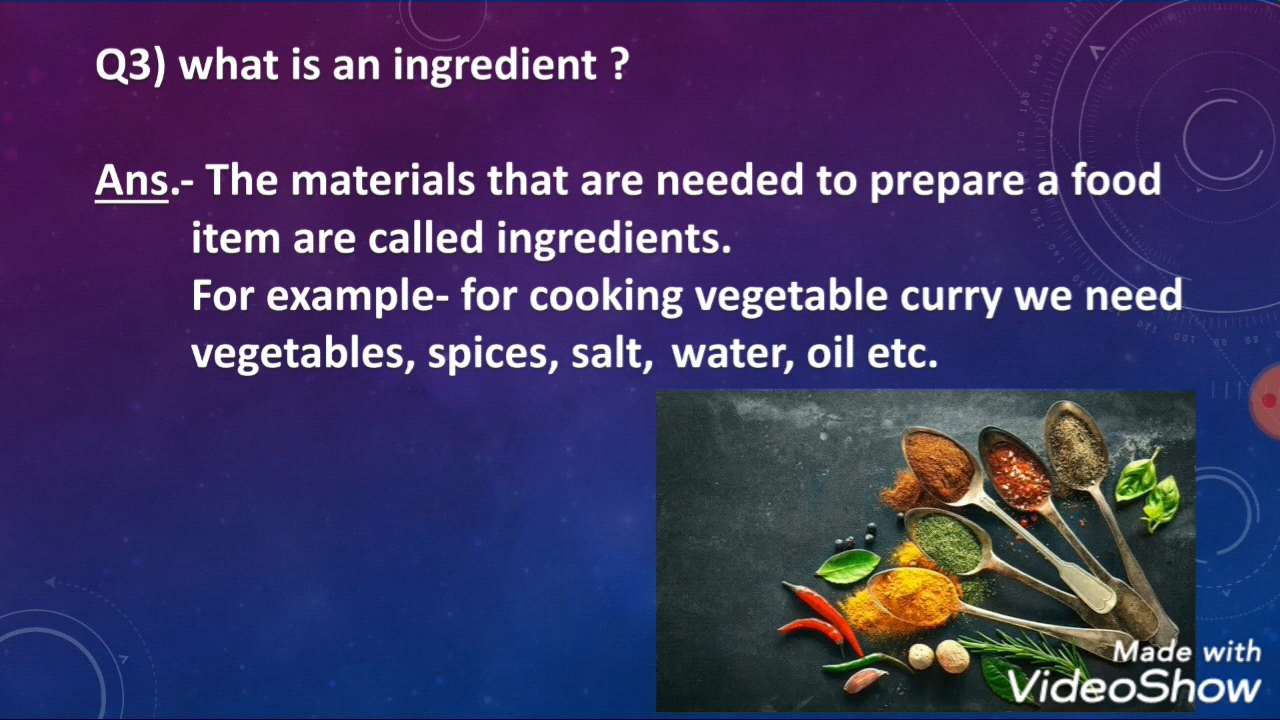 Q3) what is an ingredient ?
Ans.- The materials that are needed to prepare a food
item are called ingredients.
For example- for cooking vegetable curry we need
vegetables, spices, salt, water, oil etc.
Made with
VideoShow